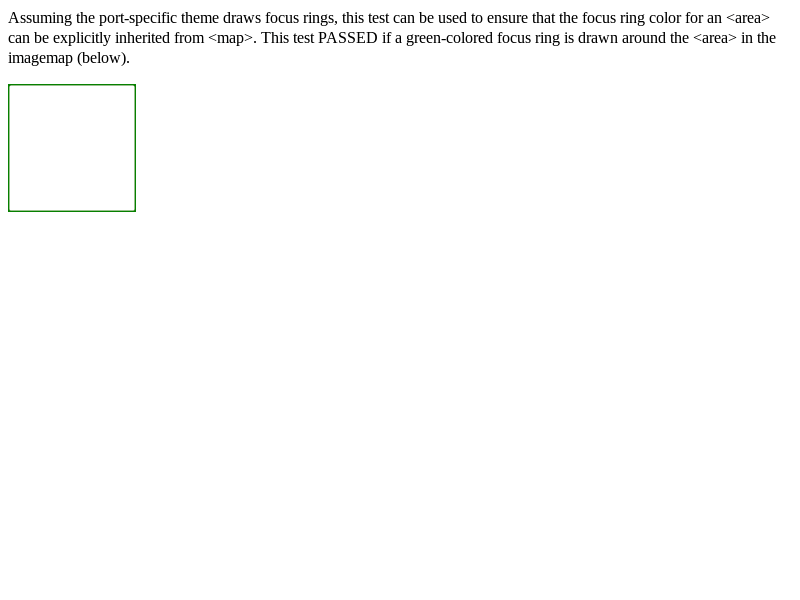 Assuming the port-specific theme draws focus rings, this test can be used to ensure that the focus ring color for an <area>
can be explicitly inherited from <map>. This test PASSED if a green-colored focus ring is drawn around the <area> in the
imagemap (below).